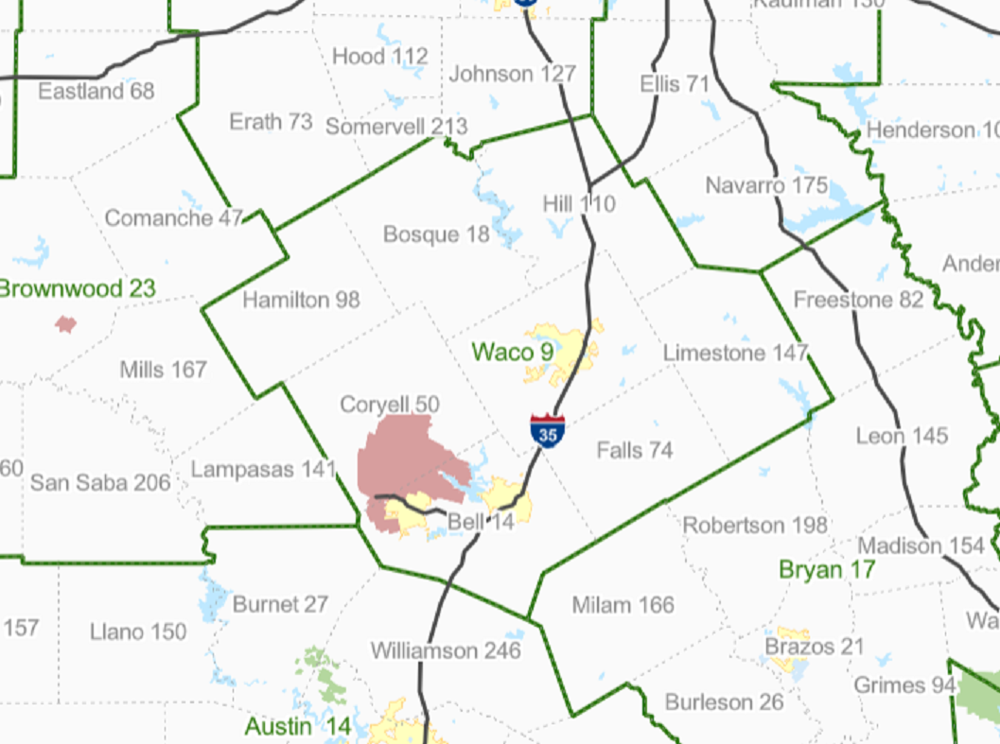 Kaufman 130
Hood 112
Johnson 127
Ellis 71
Eastland 68
Erath 73
Somervell 213
Henderson 10
Navarro 175
Hill 110
Comanche 47
Bosque 18
Ander
Brownwood 23
Hamilton 98
Freestone 82
Waco 9
Limestone 147
Mills 167
Coryell 50
35
Leon 145
Falls 74
60
San Saba 206
Lampasas 141
Bell 14
Robertson 198
Madison 154
Bryan 17
Burnet 27
Milam 166
Wa
157
Llano 150
Williamson 246
Brazos 21
Grimes 94
Burleson 26
Austin 14